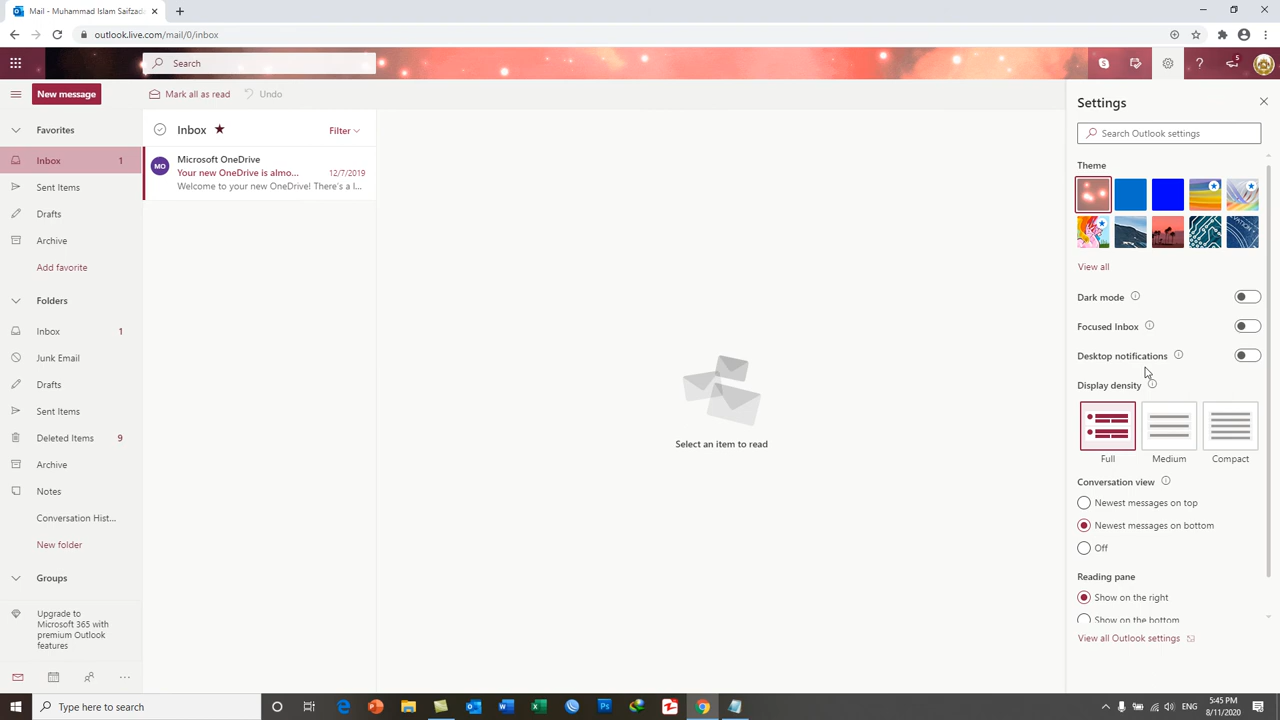 Mail - Muhammad Islam Saifzada
outlook.live.com/mail/0/inbox
Search
5
New message
Mark all as read
Undo
Favorites
Inbox 1
Sent Items
Drafts
Archive
Add favorite
Folders
Inbox 1
Junk Email
Drafts
Sent Items
Deleted Items 9
Archive
Notes
Conversation Hist...
New folder
Groups
Upgrade to
Microsoft 365 with
premium Outlook
features
Inbox
Filter
MO
Microsoft OneDrive
Your new OneDrive is almo... 12/7/2019
Welcome to your new OneDrive! There's a l...
Select an item to read
Settings
Search Outlook settings
Theme
View all
Dark mode
Focused Inbox
Desktop notifications
Display density
Full Medium Compact
Conversation view
Newest messages on top
Newest messages on bottom
Off
Reading pane
Show on the right
Show on the bottom
View all Outlook settings
Type here to search
ENG
5:45 PM
8/11/2020